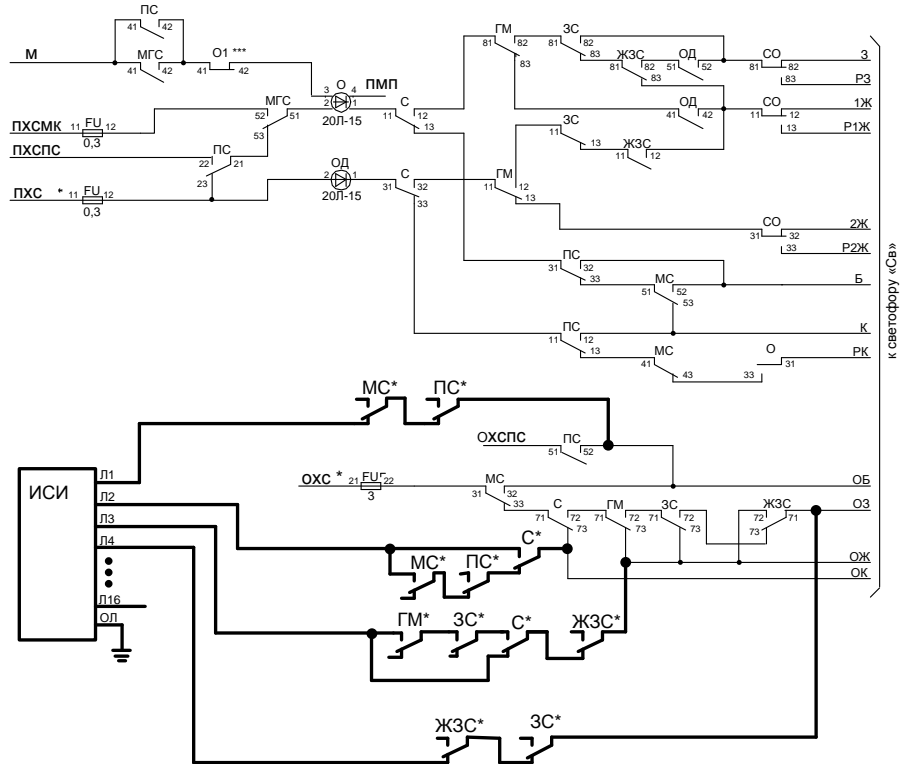 ПС
41 42
М
МГС
41 42
О1 ***
41 42
3 О 4 ПМП
2 1
20Л-15
ПХСМК 11 FU 12
0,3
МГС
52 51
53
ПХСПС
ПС
22 21
23
ПХС * 11 FU 12
0,3
ОД
2 1
20Л-15
С
11 12
13
С
31 32
33
ГМ
81 82
83
ЗС
81 82
83
ЖЗС
81 82
83
ОД
51 52
СО
81 82
83
З
РЗ
ОД
41 42
СО
11 12
13
1Ж
Р1Ж
ЗС
11
13
ЖЗС
11 12
ГМ
11 12
13
СО
31 32
33
2Ж
Р2Ж
ПС
31 32
33
МС
51 52
53
Б
ПС
11 12
13
К
МС
41
43
О
33 31
РК
к светофору «Св»
МС*
ПС*
ОХСПС
ПС
51 52
ОХС * 21 FU 22
3
МС
31 32
33
ОБ
С
71 72
73
ГМ
71 72
73
ЗС
71 72
73
ЖЗС
72 71
73
ОЗ
ОЖ
ОК
ИСИ
Л1
Л2
Л3
Л4
Л16
ОЛ
С*
МС*
ПС*
ГМ*
ЗС*
С*
ЖЗС*
ЖЗС*
ЗС*